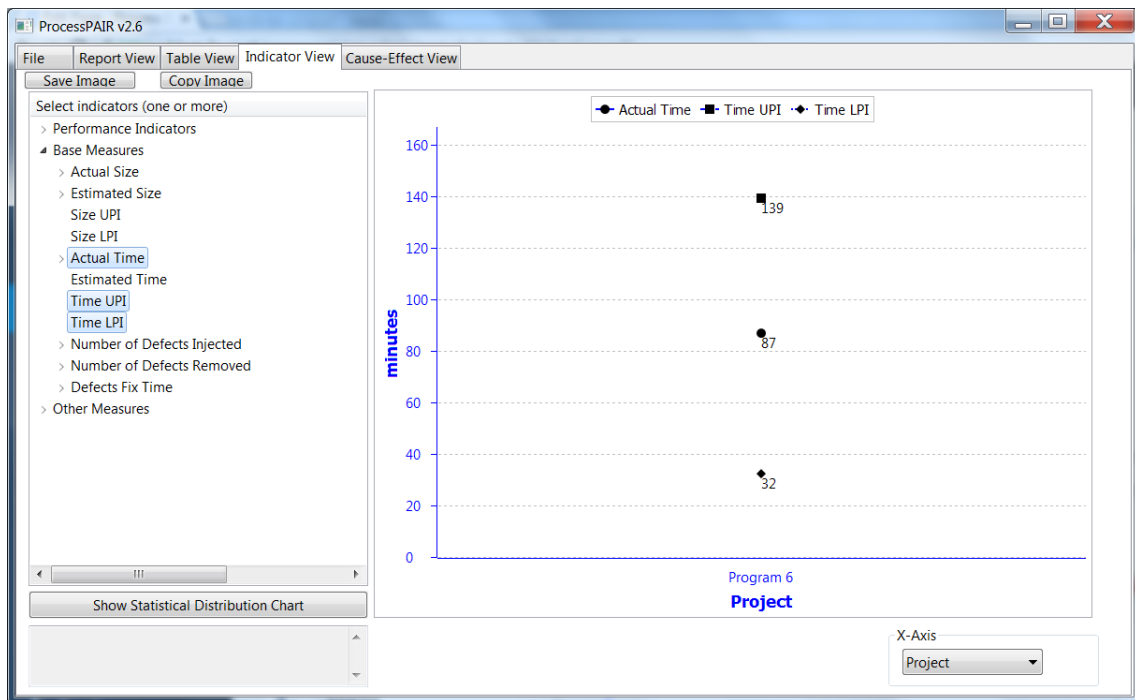 ProcessPAIR v2.6
File Report View Table View Indicator View Cause-Effect View
Save Image Copy Image
Select indicators (one or more)
Performance Indicators
Base Measures
Actual Size
Estimated Size
Size UPI
Size LPI
Actual Time
Estimated Time
Time UPI
Time LPI
Number of Defects Injected
Number of Defects Removed
Defects Fix Time
Other Measures
Show Statistical Distribution Chart
Actual Time Time UPI Time LPI
minutes
160
140
139
120
100
87
80
60
40
32
20
0
Program 6
Project
X-Axis
Project